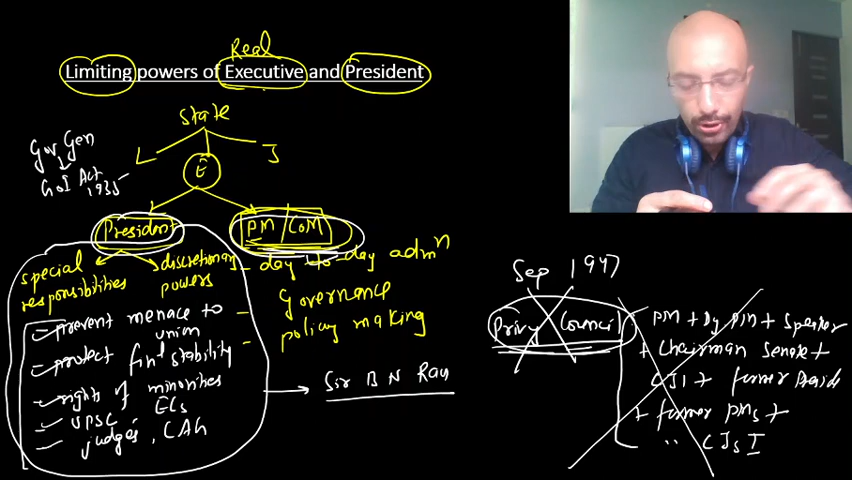 Real
Limiting powers of Executive and President
State
L E J
Gov Gen
GoI Act
1935
President PM/CoM
special responsibilities
discretionary powers
- day-to-day admn
- governance
- policy making
- prevent menace to union
- protect finl stability
- rights of minorities
- UPSC, ECs
- judges, CAG
Sir B N Rau
Sep 1947
Privy Council
PM + Dy PM + Speaker
+ Chairman Senate +
CJI + former
+ former PMs +
" CJsI